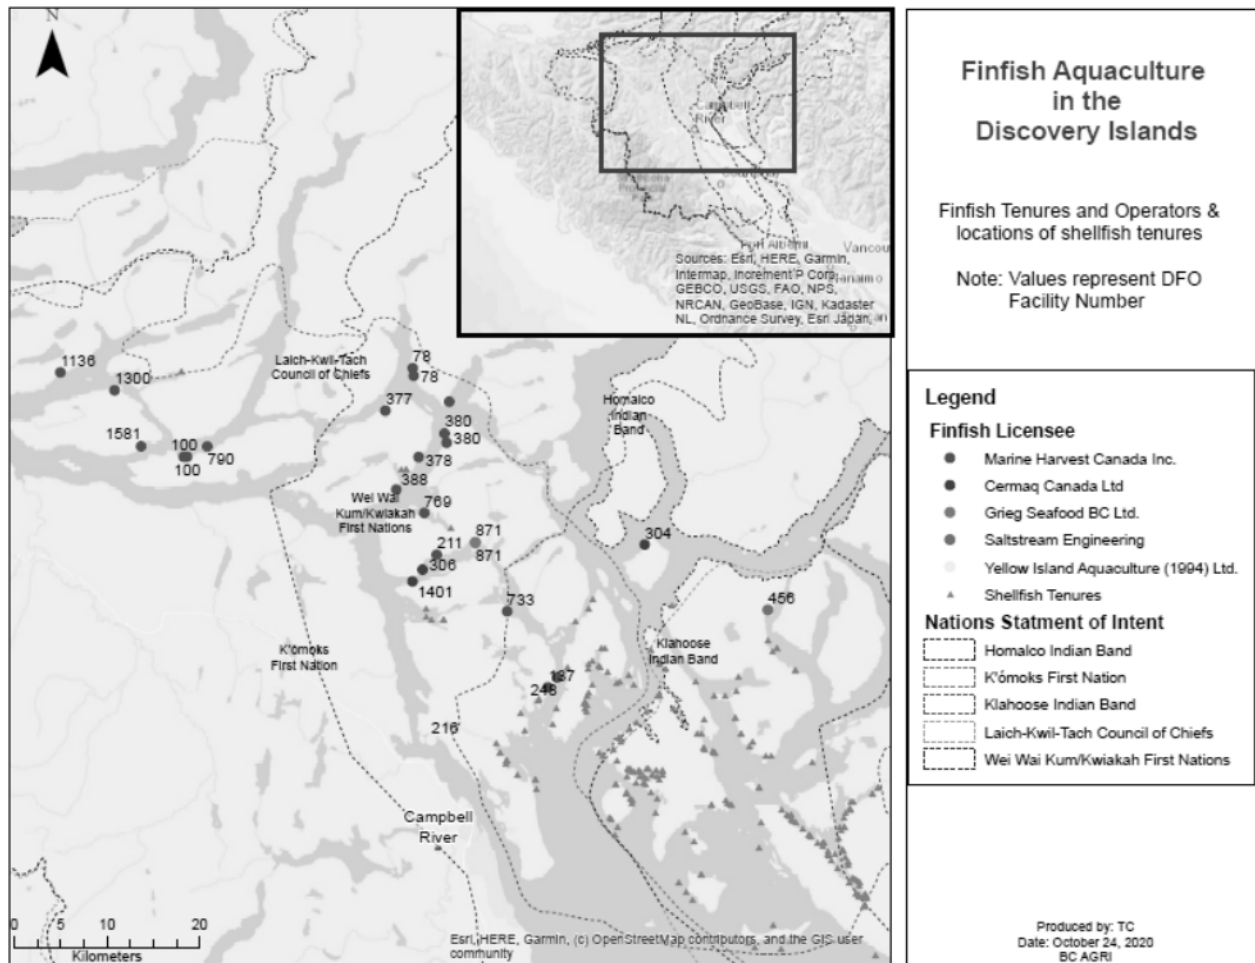 N
Campbell
River
Port Alberni
Vancou
Sources: Esri, HERE, Garmin,
Intermap, Increment P Corp,
GEBCO, USGS, FAO, NPS,
NRCAN, GeoBase, IGN, Kadaster
NL, Ordnance Survey, Esri Japan,
1136
1300
1581
100
100
790
Laich-Kwil-Tach
Council of Chiefs
78
78
377
380
380
378
388
Wei Wai
Kum/Kwiakah
First Nations
769
211
871
871
306
1401
733
Homalco
Indian
Band
304
456
Klahoose
Indian Band
K'ómoks
First Nation
137
248
216
Campbell
River
0 5 10 20
Kilometers
Esri, HERE, Garmin, (c) OpenStreetMap contributors, and the GIS user
community
Finfish Aquaculture
in the
Discovery Islands
Finfish Tenures and Operators &
locations of shellfish tenures
Note: Values represent DFO
Facility Number
Legend
Finfish Licensee
Marine Harvest Canada Inc.
Cermaq Canada Ltd
Grieg Seafood BC Ltd.
Saltstream Engineering
Yellow Island Aquaculture (1994) Ltd.
Shellfish Tenures
Nations Statment of Intent
Homalco Indian Band
K'ómoks First Nation
Klahoose Indian Band
Laich-Kwil-Tach Council of Chiefs
Wei Wai Kum/Kwiakah First Nations
Produced by: TC
Date: October 24, 2020
BC AGRI